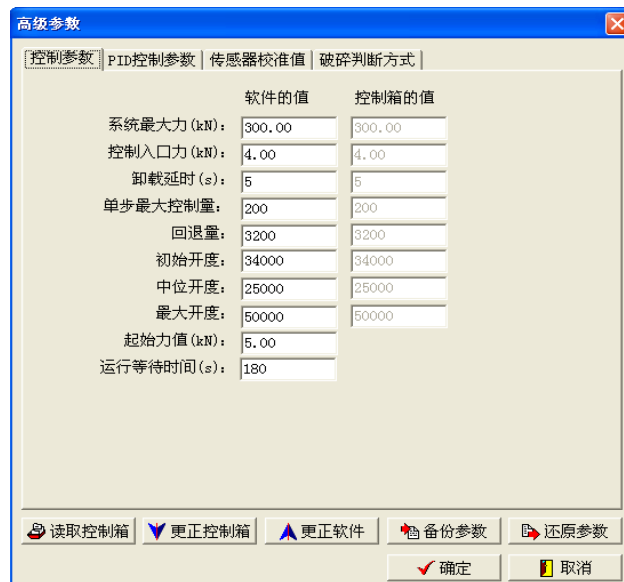 高级参数
控制参数 PID控制参数 传感器校准值 破碎判断方式
软件的值 控制箱的值
系统最大力(kN): 300.00 300.00
控制入口力(kN): 4.00 4.00
卸载延时(s): 5 5
单步最大控制量: 200 200
回退量: 3200 3200
初始开度: 34000 34000
中位开度: 25000 25000
最大开度: 50000 50000
起始力值(kN): 5.00
运行等待时间(s): 180
读取控制箱 更正控制箱 更正软件 备份参数 还原参数
确定 取消